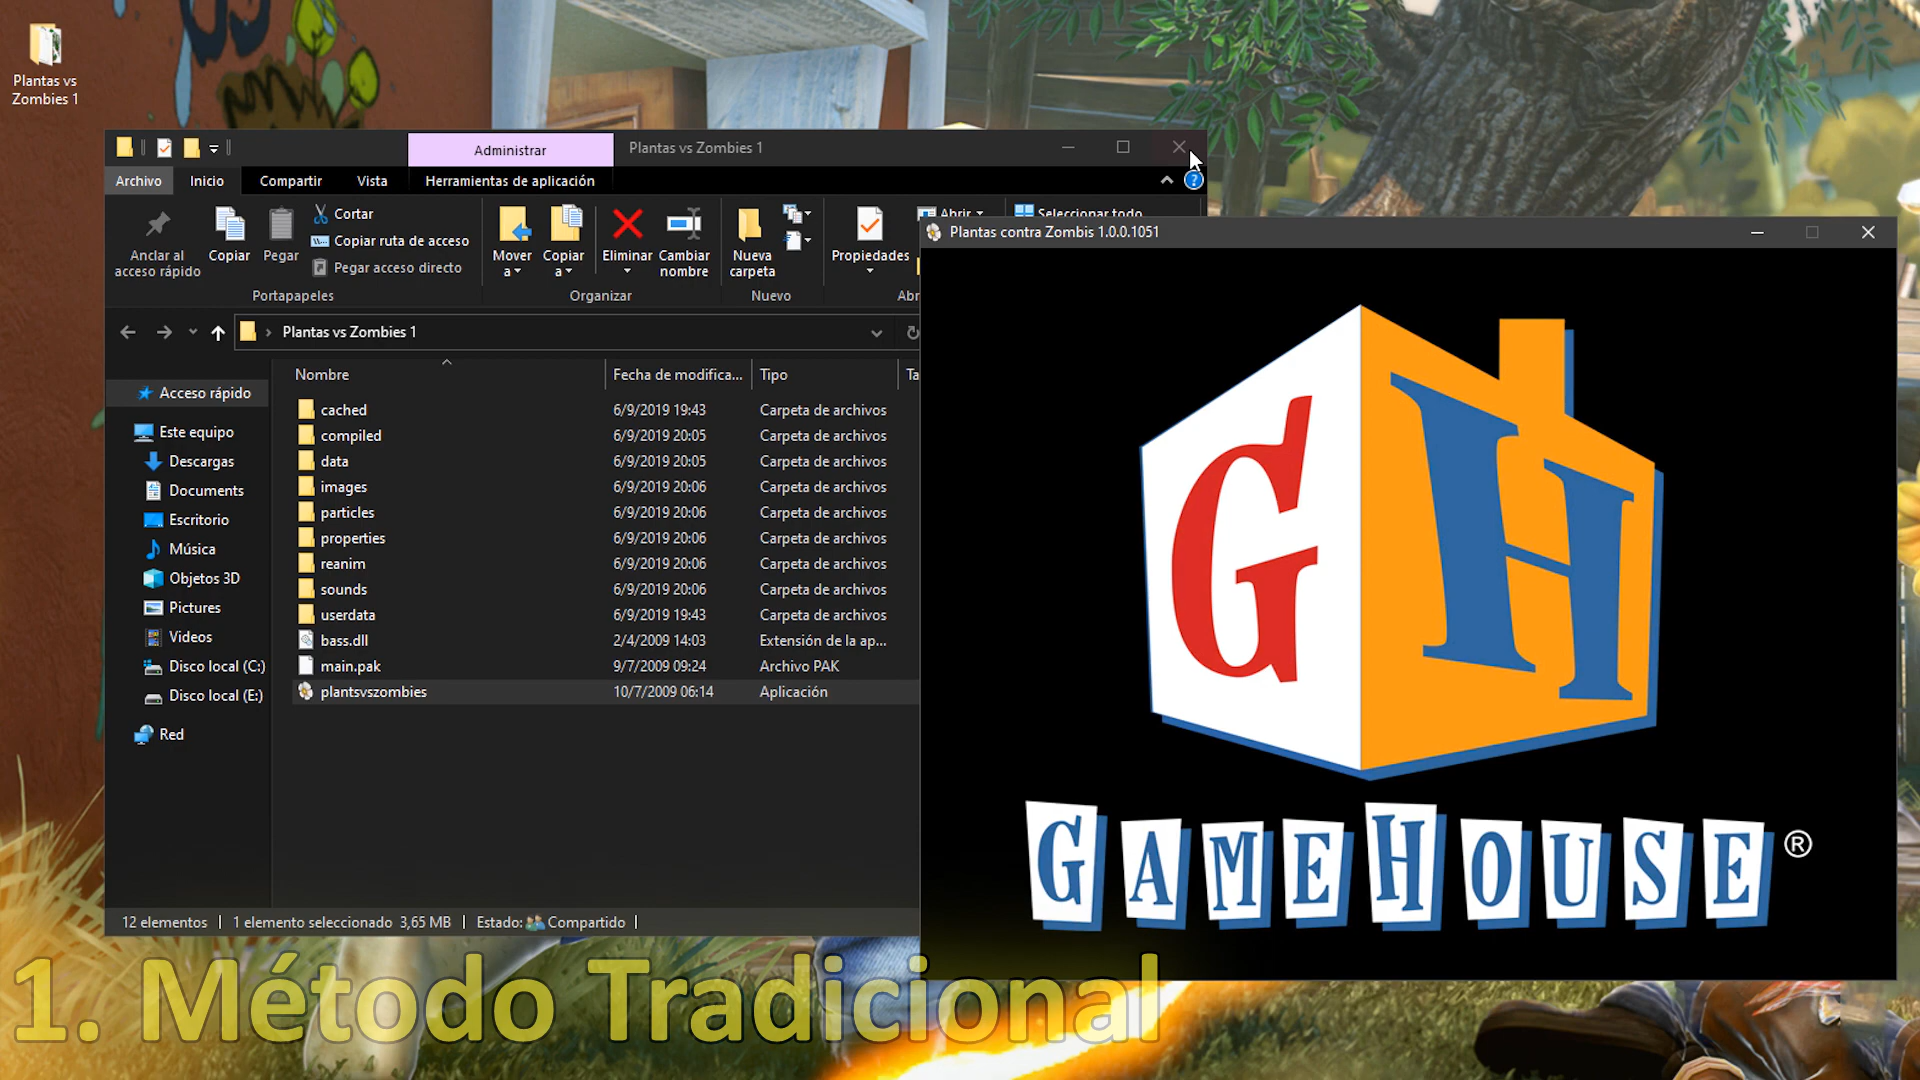 Plantas vs
Zombies 1
Administrar
Plantas vs Zombies 1
Archivo
Inicio
Compartir
Vista
Herramientas de aplicación
?
Anclar al
acceso rápido
Copiar
Pegar
Cortar
Copiar ruta de acceso
Pegar acceso directo
Portapapeles
Mover
a
Copiar
a
Eliminar
Cambiar
nombre
Organizar
Nueva
carpeta
Nuevo
Propiedades
Abrir
Seleccionar todo
Abr
Plantas contra Zombis 1.0.0.1051
Plantas vs Zombies 1
Nombre
Fecha de modifica...
Tipo
Ta
Acceso rápido
Este equipo
Descargas
Documents
Escritorio
Música
Objetos 3D
Pictures
Videos
Disco local (C:)
Disco local (E:)
Red
cached 6/9/2019 19:43 Carpeta de archivos
compiled 6/9/2019 20:05 Carpeta de archivos
data 6/9/2019 20:05 Carpeta de archivos
images 6/9/2019 20:06 Carpeta de archivos
particles 6/9/2019 20:06 Carpeta de archivos
properties 6/9/2019 20:06 Carpeta de archivos
reanim 6/9/2019 20:06 Carpeta de archivos
sounds 6/9/2019 20:06 Carpeta de archivos
userdata 6/9/2019 19:43 Carpeta de archivos
bass.dll 2/4/2009 14:03 Extensión de la ap...
main.pak 9/7/2009 09:24 Archivo PAK
plantsvszombies 10/7/2009 06:14 Aplicación
12 elementos
1 elemento seleccionado 3,65 MB
Estado: Compartido
GH
GAMEHOUSE®
1. Método Tradicional